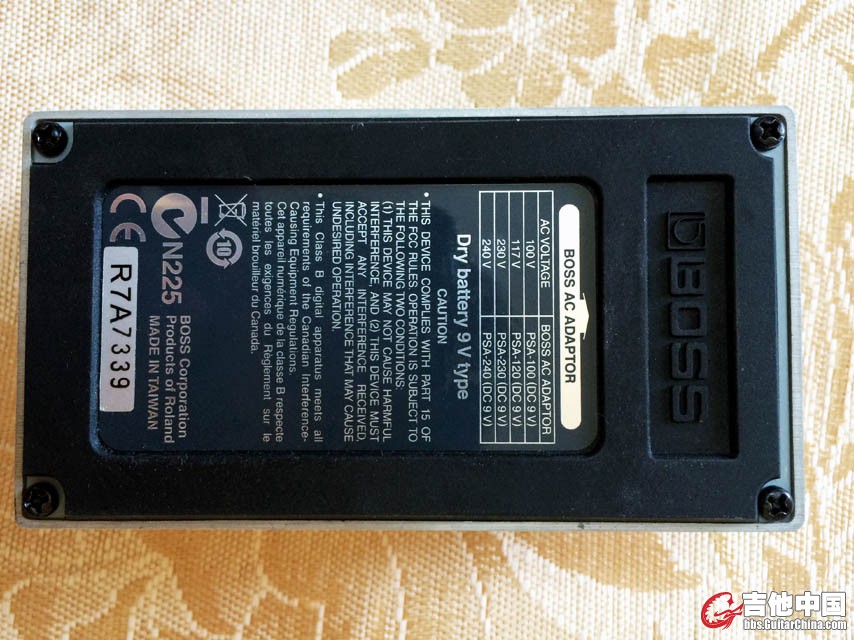 BOSS
BOSS AC ADAPTOR
AC VOLTAGE BOSS AC ADAPTOR
100 V PSA-100 (DC 9 V)
117 V PSA-120 (DC 9 V)
230 V PSA-230 (DC 9 V)
240 V PSA-240 (DC 9 V)
Dry battery 9 V type
CAUTION
• THIS DEVICE COMPLIES WITH PART 15 OF
THE FCC RULES. OPERATION IS SUBJECT TO
THE FOLLOWING TWO CONDITIONS:
(1) THIS DEVICE MAY NOT CAUSE HARMFUL
INTERFERENCE, AND (2) THIS DEVICE MUST
ACCEPT ANY INTERFERENCE RECEIVED,
INCLUDING INTERFERENCE THAT MAY CAUSE
UNDESIRED OPERATION.
• This Class B digital apparatus meets all
requirements of the Canadian Interference-
Causing Equipment Regulations.
Cet appareil numérique de la classe B respecte
toutes les exigences du Règlement sur le
matériel brouilleur du Canada.
10
N225
BOSS Corporation
Products of Roland
MADE IN TAIWAN
CE
R7A7339
吉他中国
bbs.GuitarChina.com